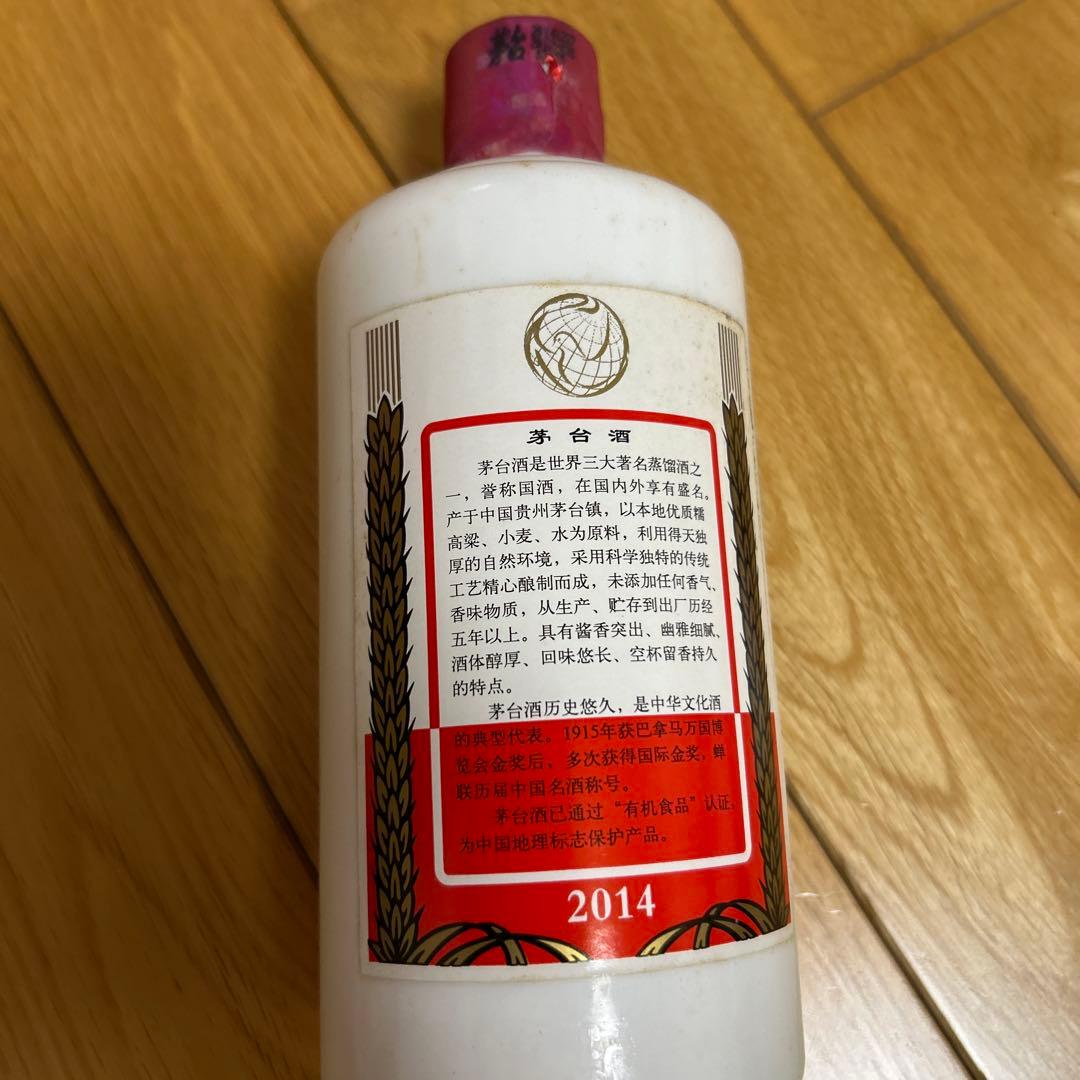 茅台酒
茅台酒是世界三大著名蒸馏酒之
一，誉称国酒，在国内外享有盛名。
产于中国贵州茅台镇，以本地优质糯
高粱、小麦、水为原料，利用得天独
厚的自然环境，采用科学独特的传统
工艺精心酿制而成，未添加任何香气、
香味物质，从生产、贮存到出厂历经
五年以上。具有酱香突出、幽雅细腻、
酒体醇厚、回味悠长、空杯留香持久
的特点。
茅台酒历史悠久，是中华文化酒
的典型代表。1915年获巴拿马万国博
览会金奖后，多次获得国际金奖，蝉
联历届中国名酒称号。
茅台酒已通过“有机食品”认证，
为中国地理标志保护产品。
2014